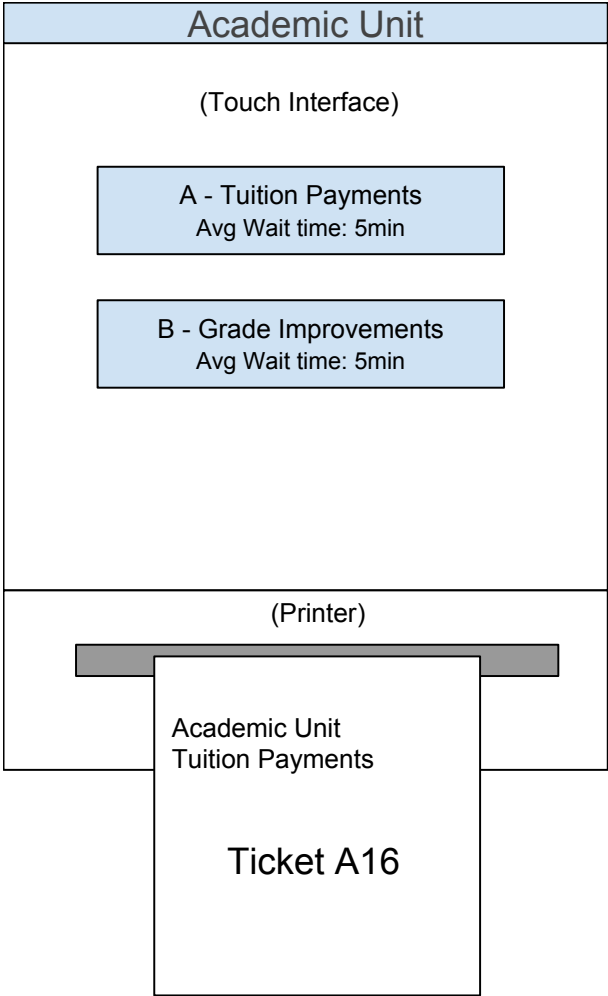 Academic Unit
(Touch Interface)
A - Tuition Payments
Avg Wait time: 5min
B - Grade Improvements
Avg Wait time: 5min
(Printer)
Academic Unit
Tuition Payments
Ticket A16